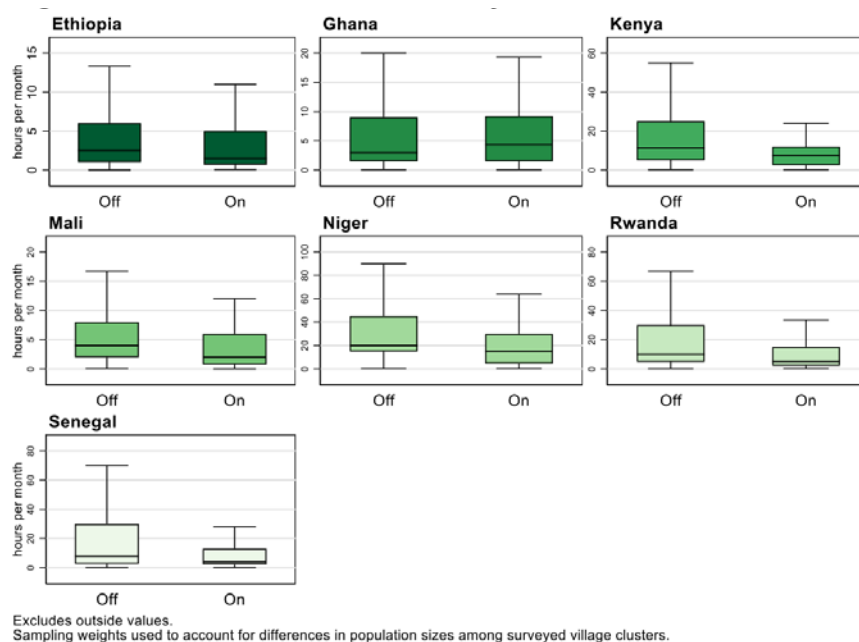 Ethiopia
Ghana
Kenya
hours per month
0 5 10 15
0 5 10 15 20
0 20 40 60
Off On
Off On
Off On
Mali
Niger
Rwanda
hours per month
0 5 10 15 20
0 20 40 60 80 100
0 20 40 60 80
Off On
Off On
Off On
Senegal
hours per month
0 20 40 60 80
Off On
Excludes outside values.
Sampling weights used to account for differences in population sizes among surveyed village clusters.